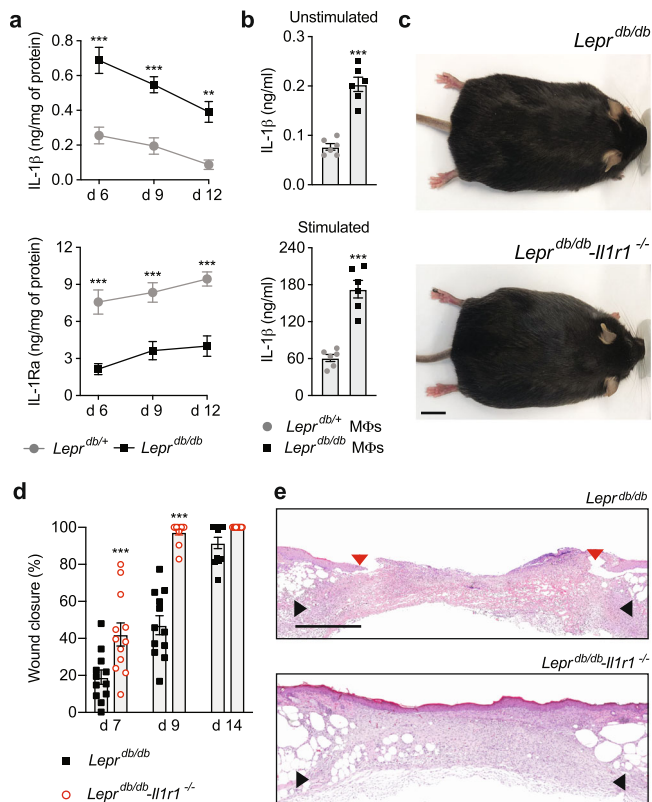 a
IL-1β (ng/mg of protein)
0.9
0.6
0.4
0.2
0.0
***
***
**
d 6
d 9
d 12
IL-1Ra (ng/mg of protein)
12
9
6
3
0
***
***
***
d 6
d 9
d 12
Lepr db/+
Lepr db/db
b
Unstimulated
IL-1β (ng/ml)
0.3
0.2
0.1
0.0
***
Stimulated
IL-1β (ng/ml)
240
180
120
60
0
***
Lepr db/+ MΦs
Lepr db/db MΦs
c
Lepr db/db
Lepr db/db-Il1r1 -/-
d
Wound closure (%)
100
80
60
40
20
0
***
***
d 7
d 9
d 14
Lepr db/db
Lepr db/db-Il1r1 -/-
e
Lepr db/db
Lepr db/db-Il1r1 -/-